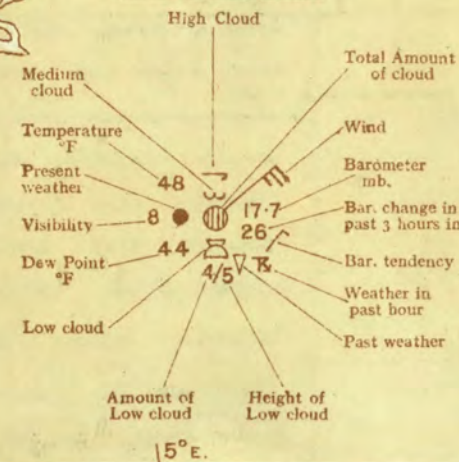 High Cloud
Medium
cloud
Total Amount
of cloud
Temperature
°F
Wind
Present
weather
48
Barometer
mb.
Visibility
8
17·7
26
Bar. change in
past 3 hours in
Dew Point
°F
44
Bar. tendency
4/5
Weather in
past hour
Low cloud
Past weather
Amount of
Low cloud
Height of
Low cloud
15°E.